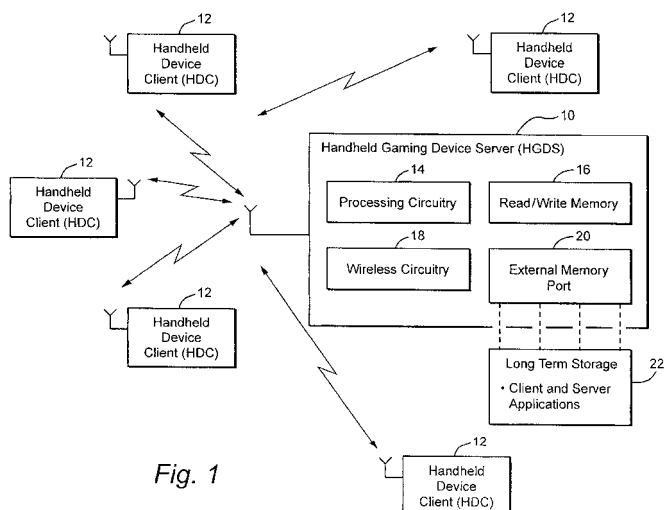 12
Handheld
Device
Client (HDC)
12
Handheld
Device
Client (HDC)
10
Handheld Gaming Device Server (HGDS)
12
Handheld
Device
Client (HDC)
14
Processing Circuitry
16
Read/Write Memory
18
Wireless Circuitry
20
External Memory
Port
12
Handheld
Device
Client (HDC)
Long Term Storage
• Client and Server
Applications
22
12
Handheld
Device
Client (HDC)
Fig. 1